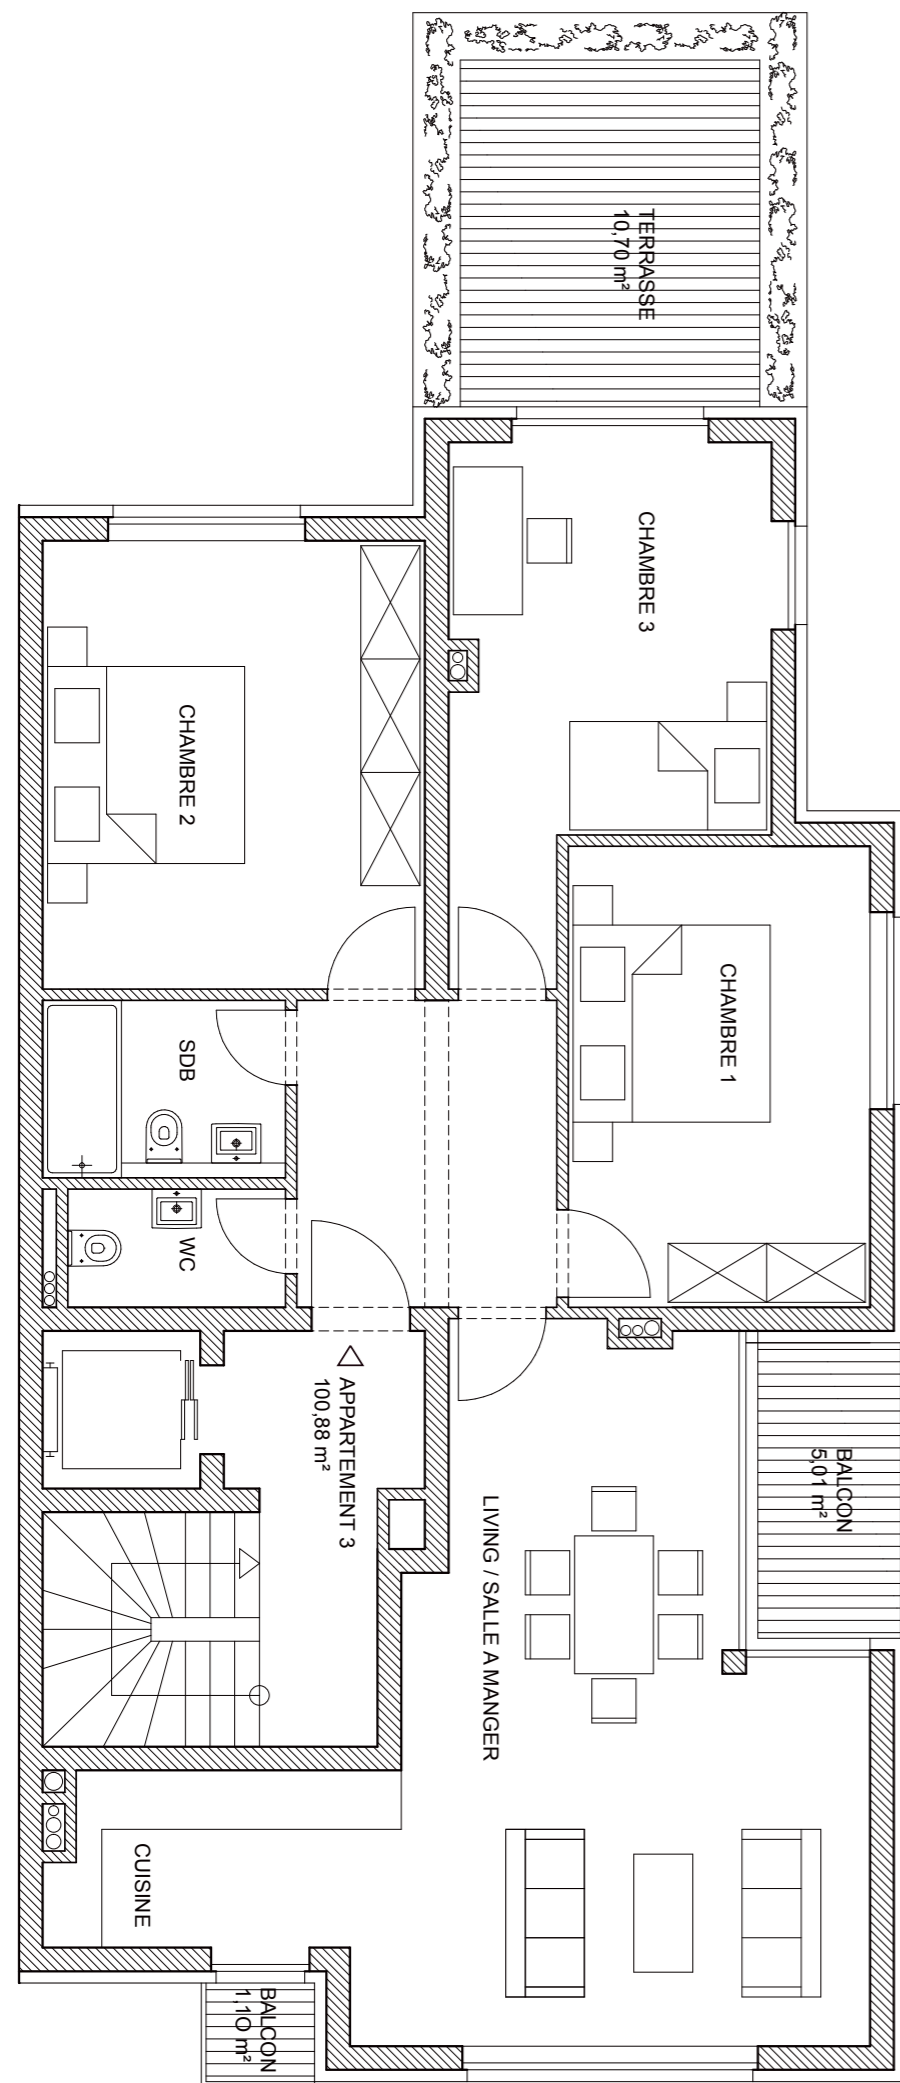 TERRASSE
10,70 m²
CHAMBRE 3
CHAMBRE 2
CHAMBRE 1
SDB
WC
APPARTEMENT 3
100,88 m²
BALCON
5,01 m²
LIVING / SALLE A MANGER
CUISINE
BALCON
1,10 m²